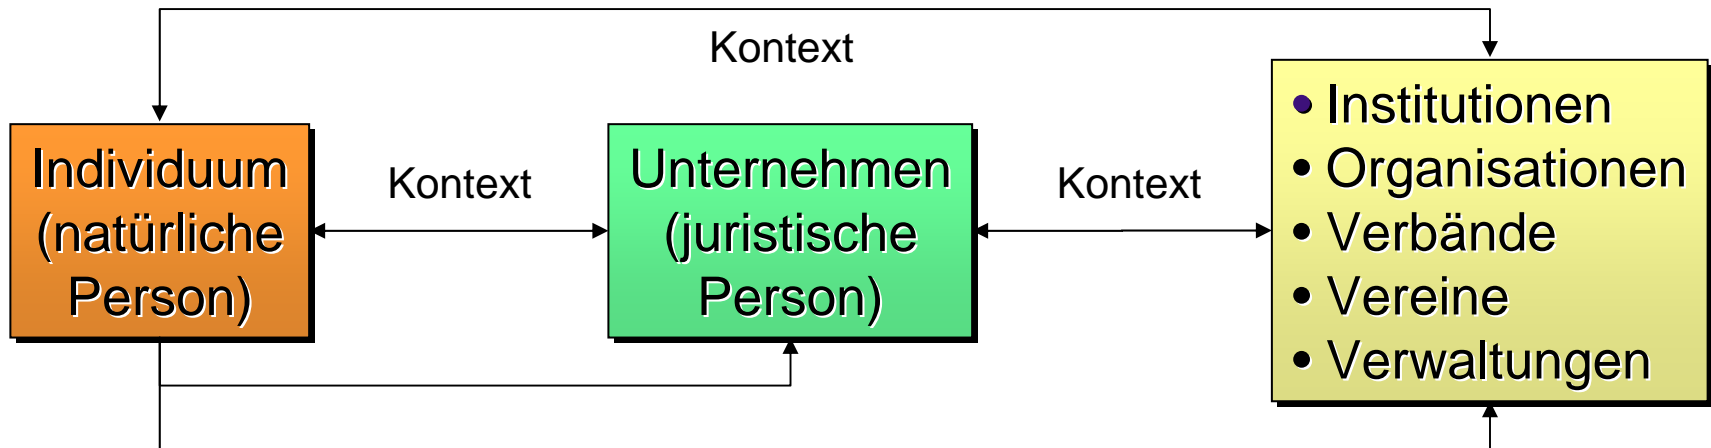 Kontext
Individuum
(natürliche
Person)
Kontext
Unternehmen
(juristische
Person)
Kontext
• Institutionen
• Organisationen
• Verbände
• Vereine
• Verwaltungen